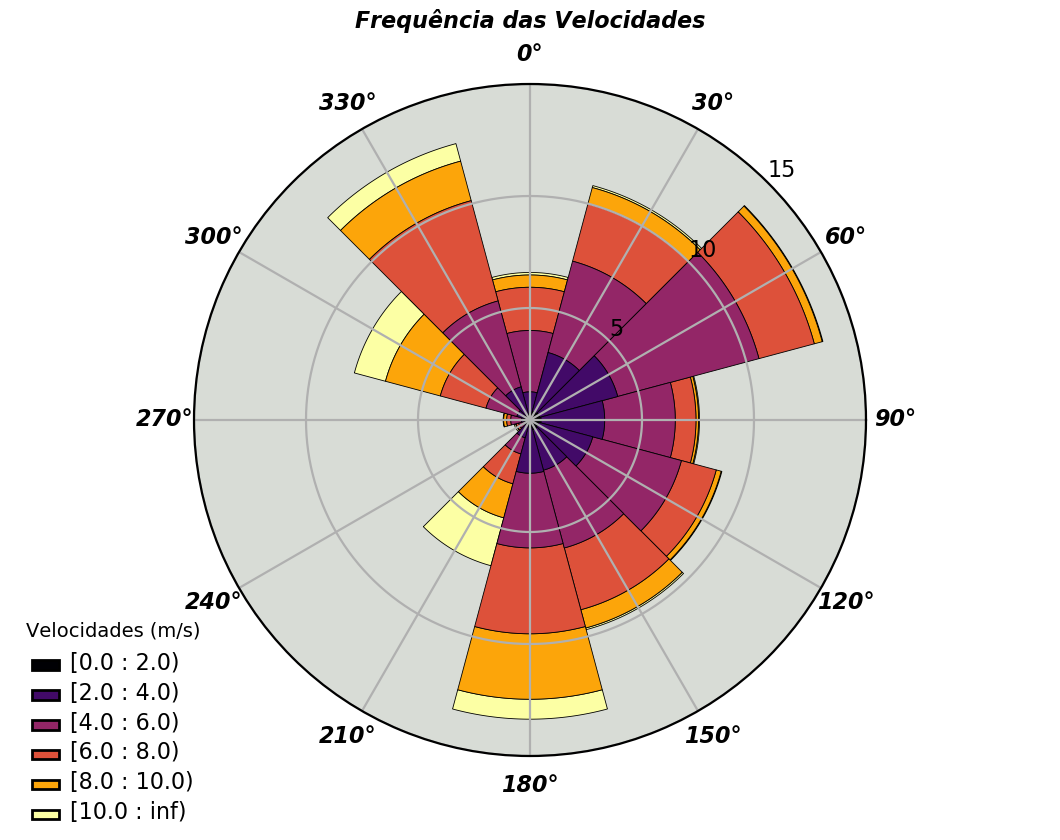 Frequência das Velocidades
0°
330°
30°
15
300°
60°
10
5
270°
90°
240°
120°
210°
150°
180°
Velocidades (m/s)
[0.0 : 2.0)
[2.0 : 4.0)
[4.0 : 6.0)
[6.0 : 8.0)
[8.0 : 10.0)
[10.0 : inf)